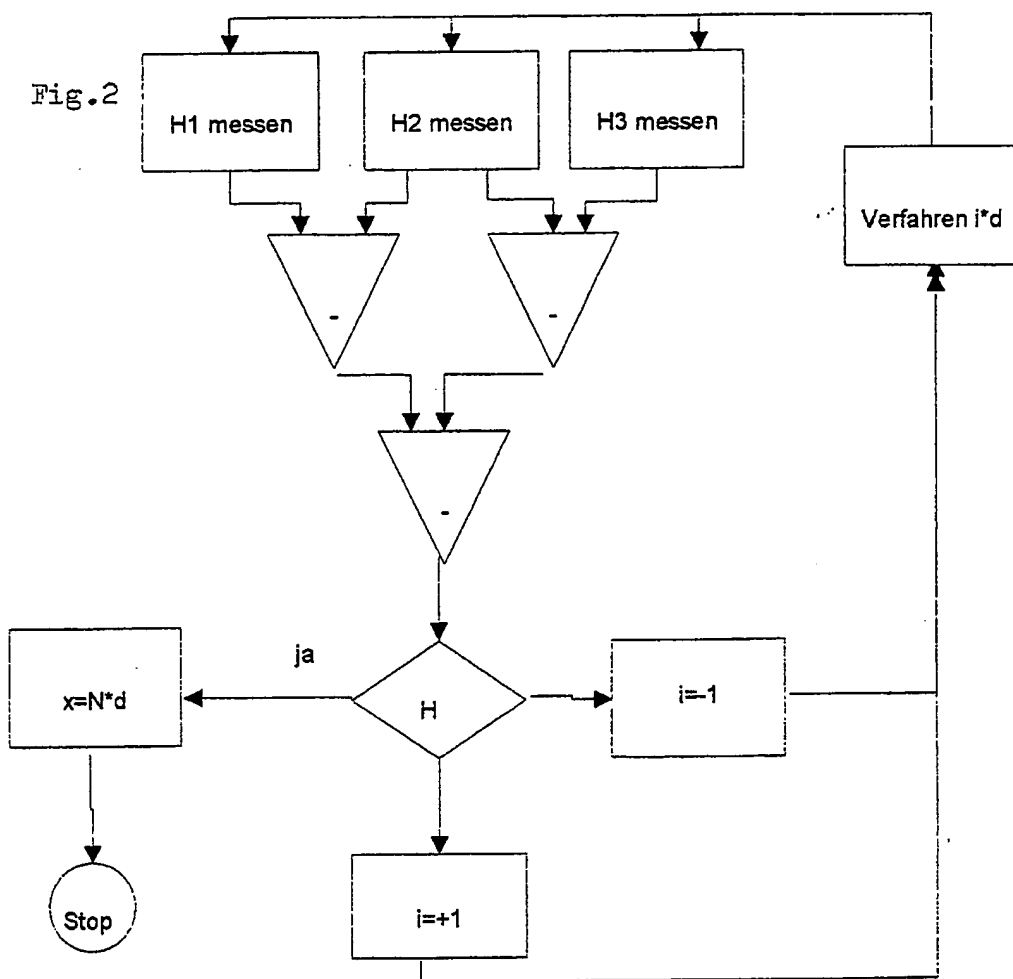 Fig.2
H1 messen
H2 messen
H3 messen
Verfahren i*d
-
-
-
ja
x=N*d
H
i=-1
Stop
i=+1